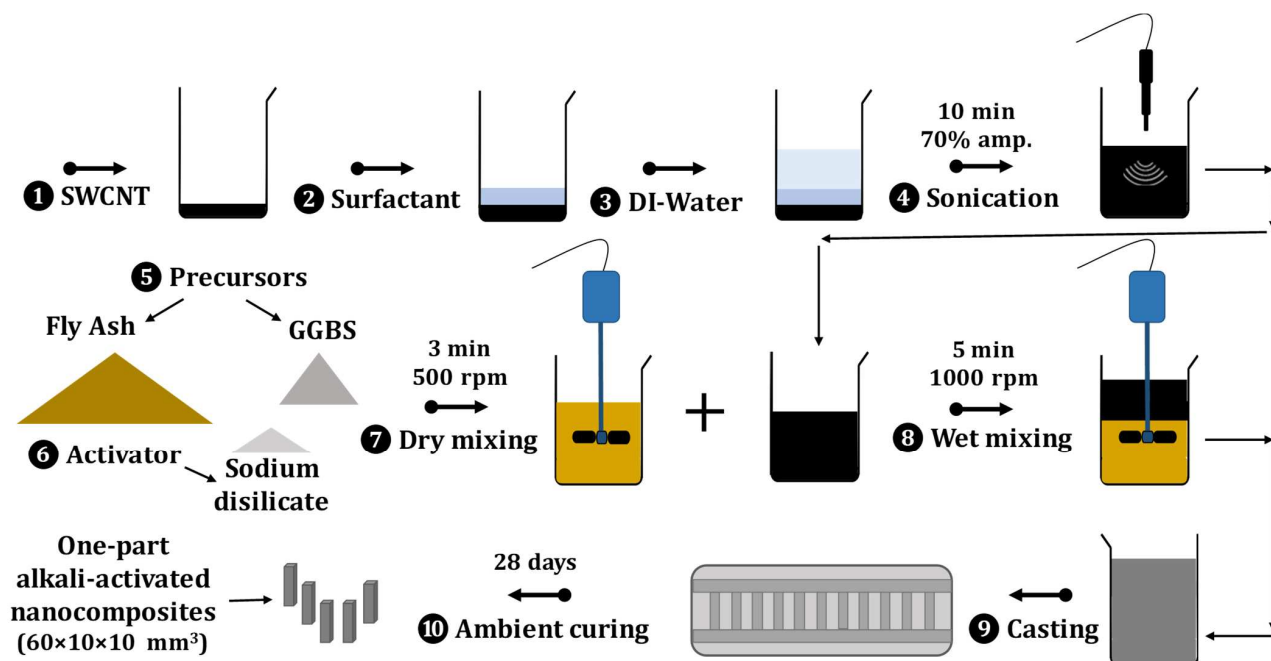 ❶ SWCNT
❷ Surfactant
❸ DI-Water
10 min
70% amp.
❹ Sonication
❺ Precursors
Fly Ash
GGBS
❻ Activator
Sodium
disilicate
3 min
500 rpm
❼ Dry mixing
+
5 min
1000 rpm
❽ Wet mixing
❾ Casting
28 days
❿ Ambient curing
One-part
alkali-activated
nanocomposites
(60×10×10 mm³)